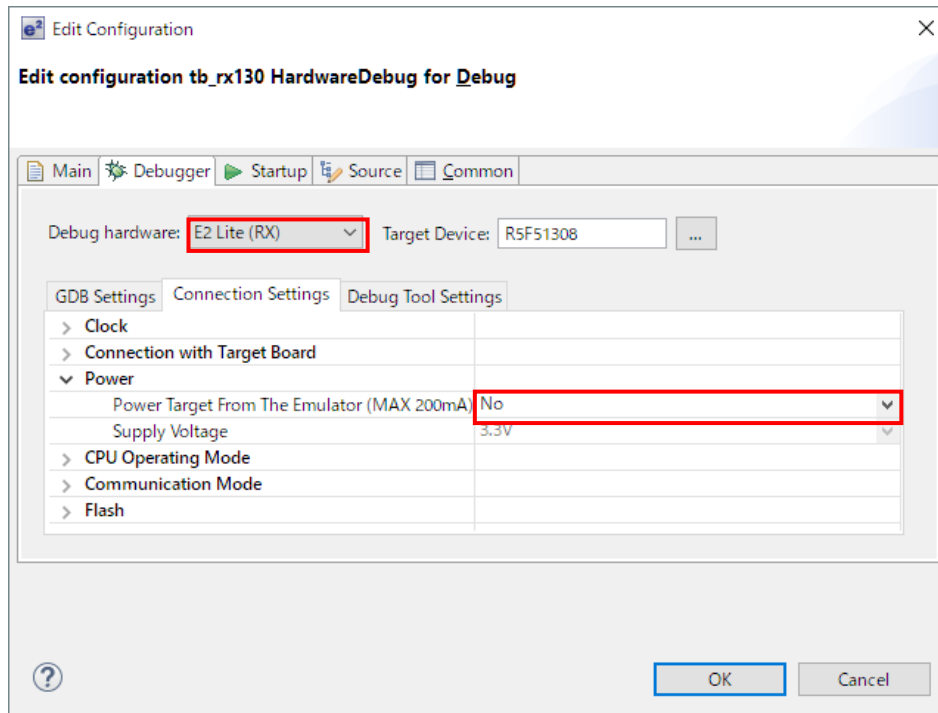 e² Edit Configuration
Edit configuration tb_rx130 HardwareDebug for Debug
Main Debugger Startup Source Common
Debug hardware: E2 Lite (RX) Target Device: R5F51308 ...
GDB Settings Connection Settings Debug Tool Settings
Clock
Connection with Target Board
Power
Power Target From The Emulator (MAX 200mA) No
Supply Voltage 3.3V
CPU Operating Mode
Communication Mode
Flash
? OK Cancel